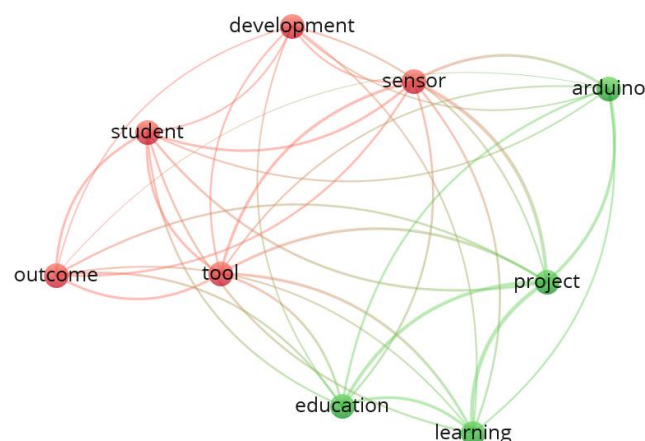 development
sensor
arduino
student
outcome
tool
project
education
learning